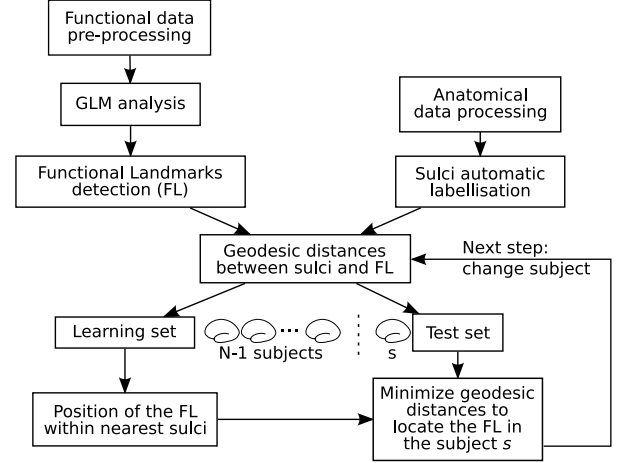 Functional data
pre-processing
GLM analysis
Anatomical
data processing
Functional Landmarks
detection (FL)
Sulci automatic
labellisation
Geodesic distances
between sulci and FL
Next step:
change subject
Learning set
N-1 subjects
s
Test set
Position of the FL
within nearest sulci
Minimize geodesic
distances to
locate the FL in
the subject s